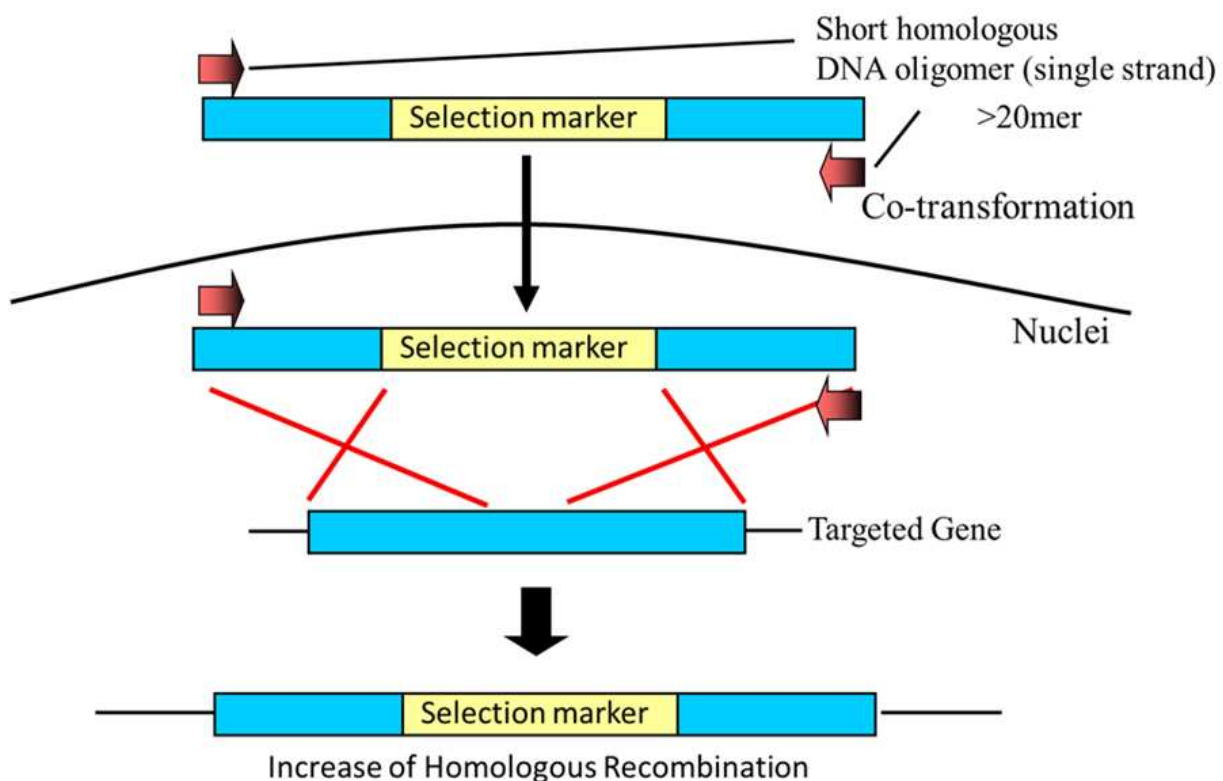 Short homologous
DNA oligomer (single strand)
>20mer
Selection marker
Co-transformation
Nuclei
Selection marker
Targeted Gene
Selection marker
Increase of Homologous Recombination